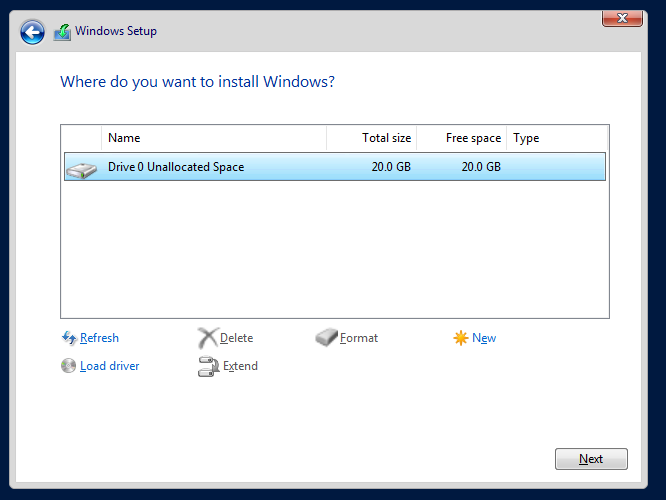 Windows Setup
Where do you want to install Windows?
Name Total size Free space Type
Drive 0 Unallocated Space 20.0 GB 20.0 GB
Refresh Delete Format New
Load driver Extend
Next